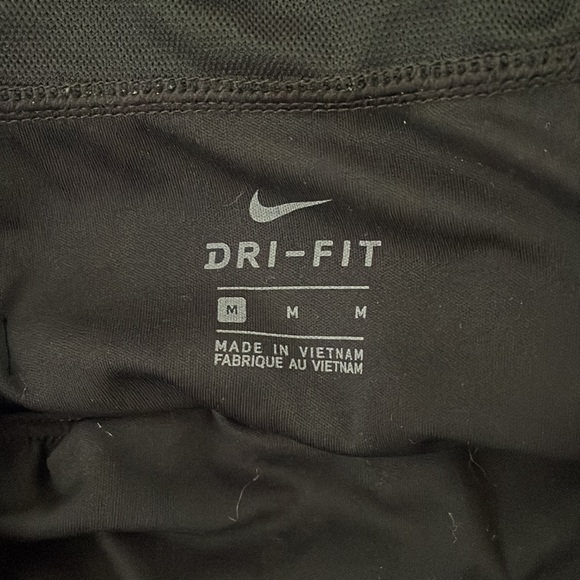 DRI-FIT
M M M
MADE IN VIETNAM
FABRIQUE AU VIETNAM